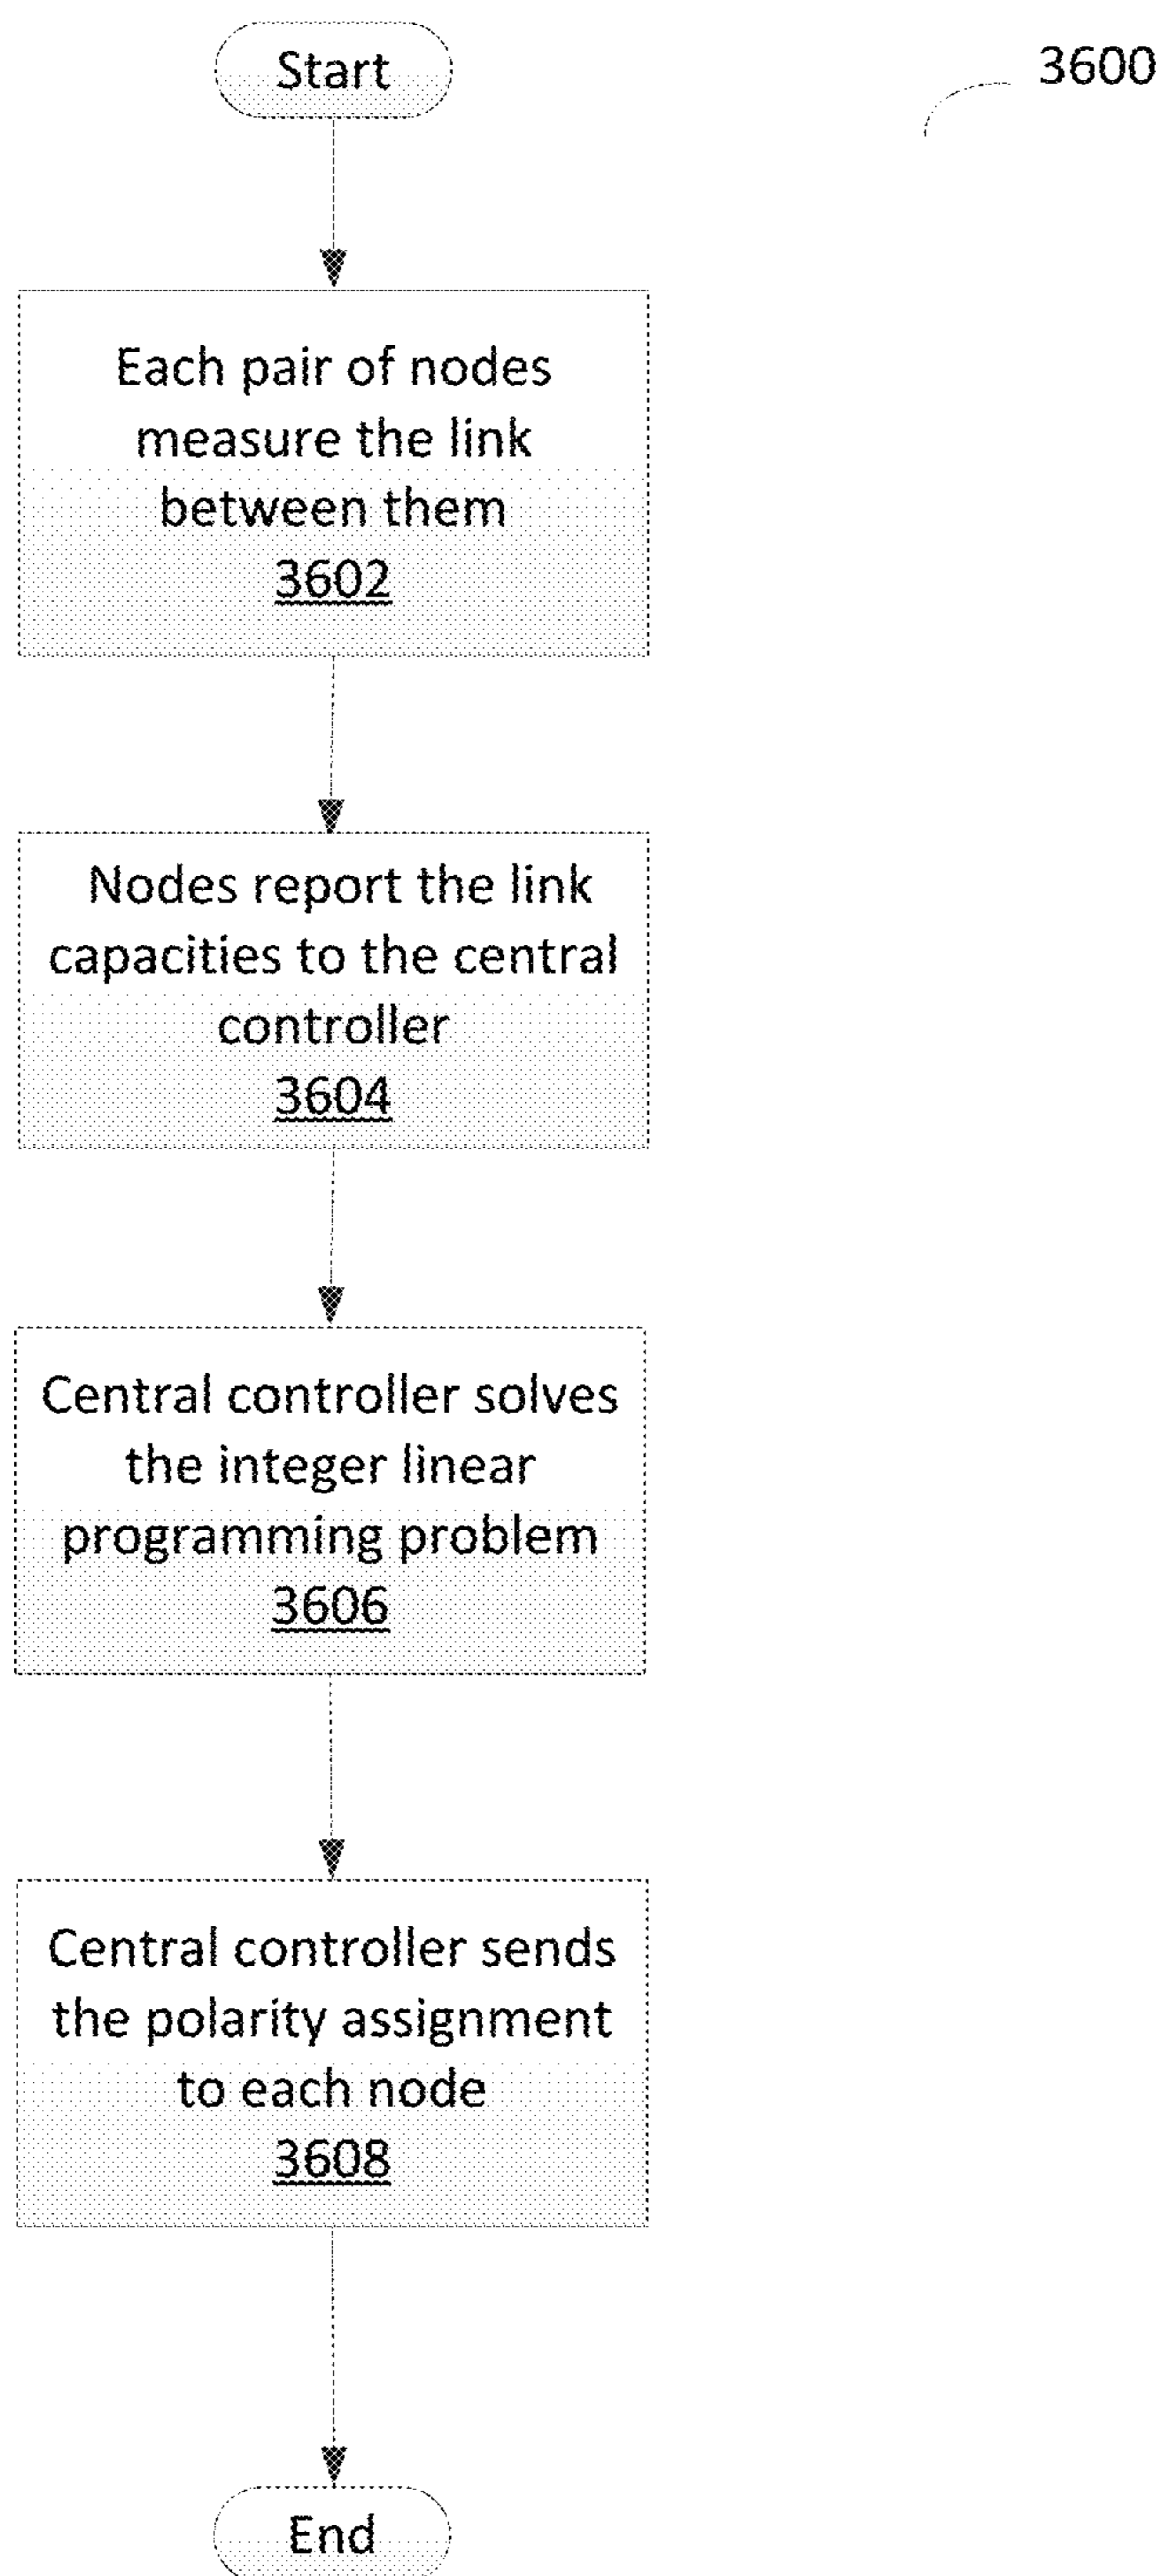 Start
3600
Each pair of nodes
measure the link
between them
3602
Nodes report the link
capacities to the central
controller
3604
Central controller solves
the integer linear
programming problem
3606
Central controller sends
the polarity assignment
to each node
3608
End